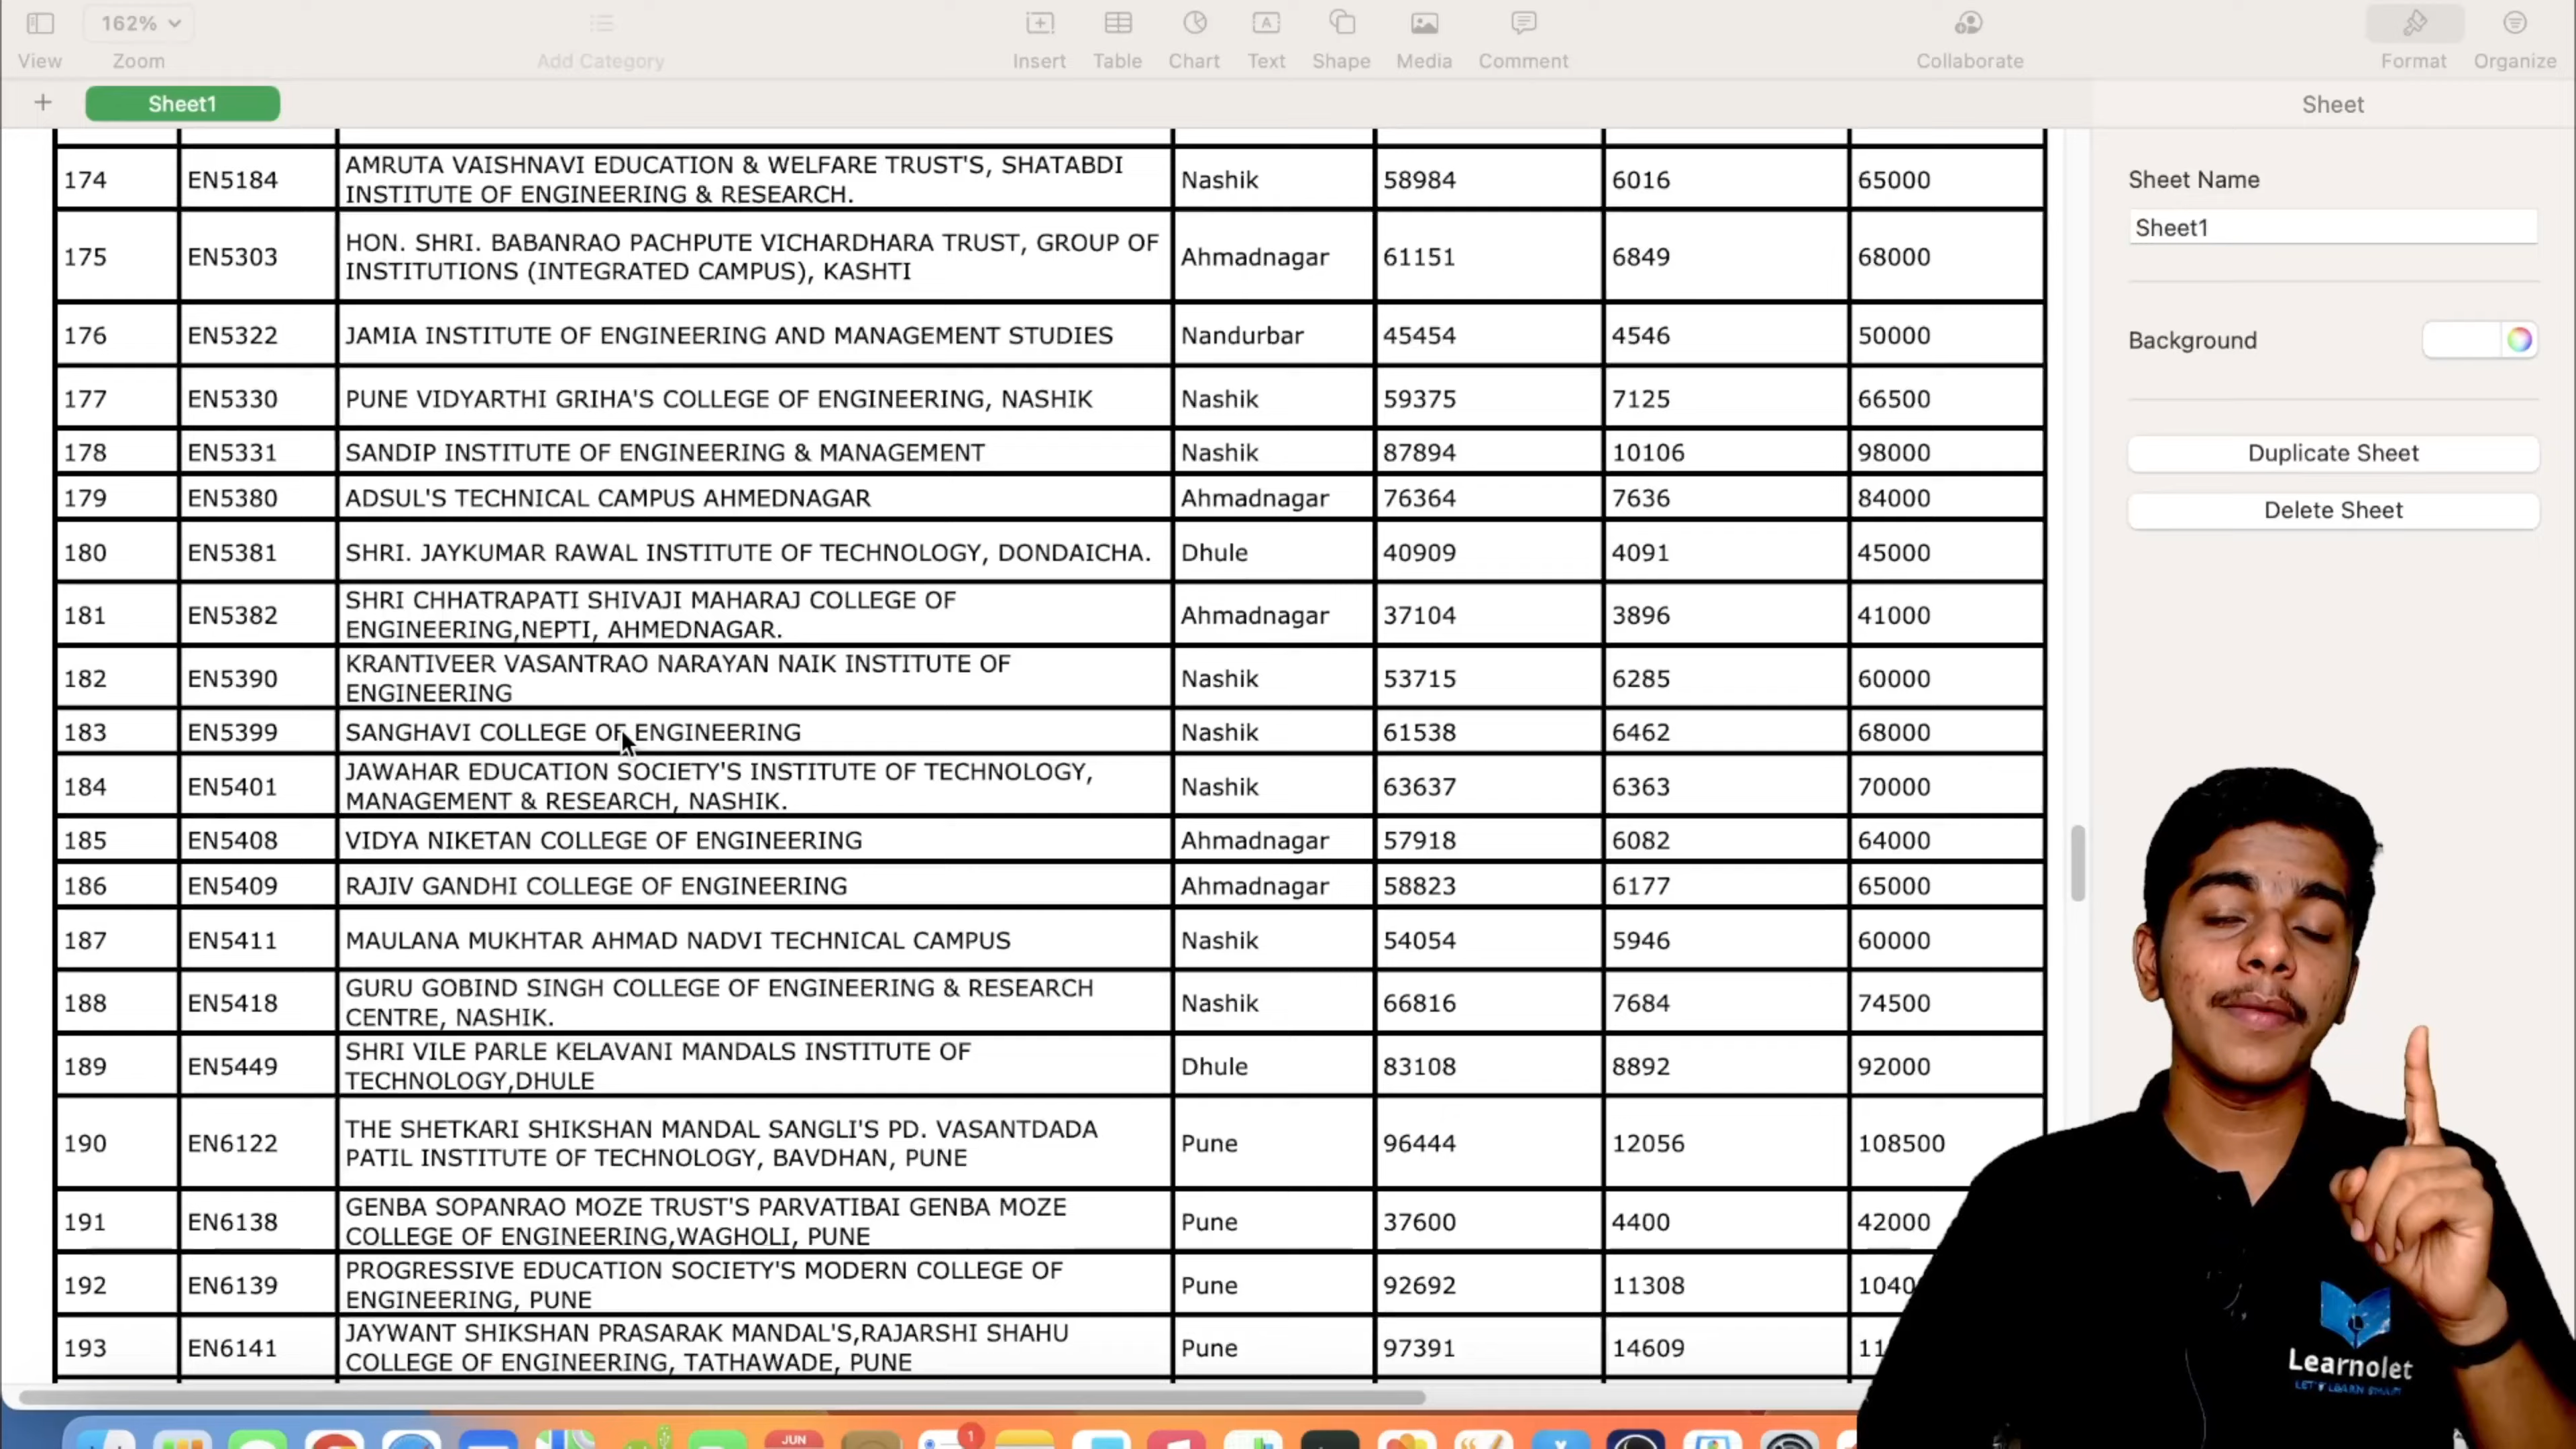 162%
View
Zoom
Add Category
Insert
Table
Chart
Text
Shape
Media
Comment
Collaborate
Format
Organize
Sheet1
Sheet
174 EN5184 AMRUTA VAISHNAVI EDUCATION & WELFARE TRUST'S, SHATABDI
INSTITUTE OF ENGINEERING & RESEARCH. Nashik 58984 6016 65000
175 EN5303 HON. SHRI. BABANRAO PACHPUTE VICHARDHARA TRUST, GROUP OF
INSTITUTIONS (INTEGRATED CAMPUS), KASHTI Ahmadnagar 61151 6849 68000
176 EN5322 JAMIA INSTITUTE OF ENGINEERING AND MANAGEMENT STUDIES Nandurbar 45454 4546 50000
177 EN5330 PUNE VIDYARTHI GRIHA'S COLLEGE OF ENGINEERING, NASHIK Nashik 59375 7125 66500
178 EN5331 SANDIP INSTITUTE OF ENGINEERING & MANAGEMENT Nashik 87894 10106 98000
179 EN5380 ADSUL'S TECHNICAL CAMPUS AHMEDNAGAR Ahmadnagar 76364 7636 84000
180 EN5381 SHRI. JAYKUMAR RAWAL INSTITUTE OF TECHNOLOGY, DONDAICHA. Dhule 40909 4091 45000
181 EN5382 SHRI CHHATRAPATI SHIVAJI MAHARAJ COLLEGE OF
ENGINEERING,NEPTI, AHMEDNAGAR. Ahmadnagar 37104 3896 41000
182 EN5390 KRANTIVEER VASANTRAO NARAYAN NAIK INSTITUTE OF
ENGINEERING Nashik 53715 6285 60000
183 EN5399 SANGHAVI COLLEGE OF ENGINEERING Nashik 61538 6462 68000
184 EN5401 JAWAHAR EDUCATION SOCIETY'S INSTITUTE OF TECHNOLOGY,
MANAGEMENT & RESEARCH, NASHIK. Nashik 63637 6363 70000
185 EN5408 VIDYA NIKETAN COLLEGE OF ENGINEERING Ahmadnagar 57918 6082 64000
186 EN5409 RAJIV GANDHI COLLEGE OF ENGINEERING Ahmadnagar 58823 6177 65000
187 EN5411 MAULANA MUKHTAR AHMAD NADVI TECHNICAL CAMPUS Nashik 54054 5946 60000
188 EN5418 GURU GOBIND SINGH COLLEGE OF ENGINEERING & RESEARCH
CENTRE, NASHIK. Nashik 66816 7684 74500
189 EN5449 SHRI VILE PARLE KELAVANI MANDALS INSTITUTE OF
TECHNOLOGY,DHULE Dhule 83108 8892 92000
190 EN6122 THE SHETKARI SHIKSHAN MANDAL SANGLI'S PD. VASANTDADA
PATIL INSTITUTE OF TECHNOLOGY, BAVDHAN, PUNE Pune 96444 12056 108500
191 EN6138 GENBA SOPANRAO MOZE TRUST'S PARVATIBAI GENBA MOZE
COLLEGE OF ENGINEERING,WAGHOLI, PUNE Pune 37600 4400 42000
192 EN6139 PROGRESSIVE EDUCATION SOCIETY'S MODERN COLLEGE OF
ENGINEERING, PUNE Pune 92692 11308
193 EN6141 JAYWANT SHIKSHAN PRASARAK MANDAL'S,RAJARSHI SHAHU
COLLEGE OF ENGINEERING, TATHAWADE, PUNE Pune 97391 14609
Sheet Name
Sheet1
Background
Duplicate Sheet
Delete Sheet
Learnolet
LET'S LEARN SMART
JUN
1